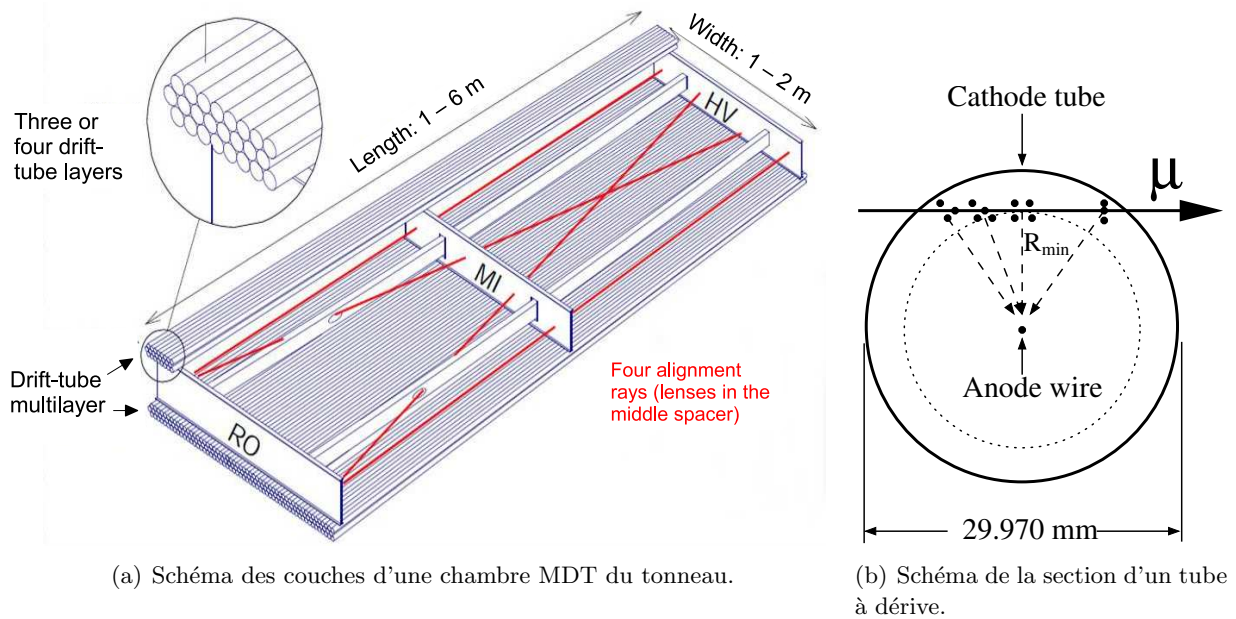 Three or
four drift-
tube layers
Length: 1 – 6 m
Width: 1 – 2 m
HV
MI
RO
Drift-tube
multilayer
Four alignment
rays (lenses in the
middle spacer)
(a) Schéma des couches d'une chambre MDT du tonneau.
Cathode tube
μ
Rmin
Anode wire
29.970 mm
(b) Schéma de la section d'un tube
à dérive.